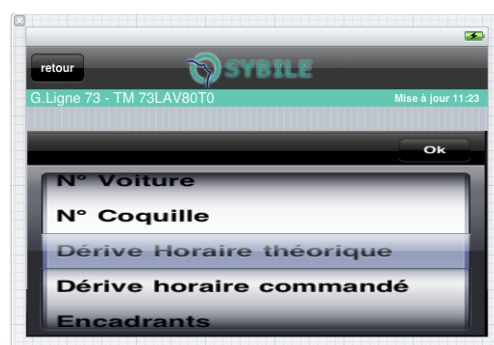 retour
SYBILE
G.Ligne 73 - TM 73LAV80T0 Mise à jour 11:23
Ok
N° Voiture
N° Coquille
Dérive Horaire théorique
Dérive horaire commandé
Encadrants